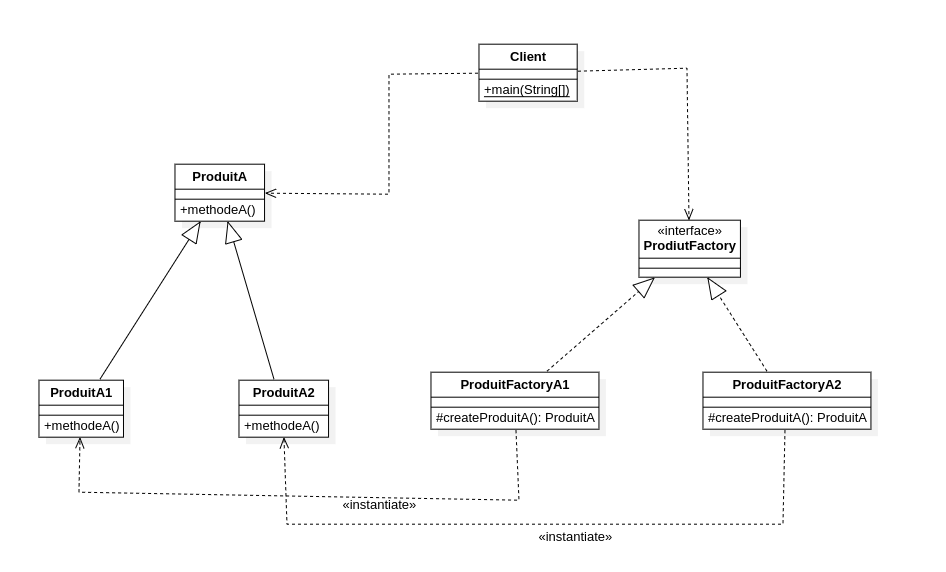 Client
+main(String[])
ProduitA
+methodeA()
«interface»
ProdiutFactory
ProduitA1
+methodeA()
ProduitA2
+methodeA()
ProduitFactoryA1
#createProduitA(): ProduitA
ProduitFactoryA2
#createProduitA(): ProduitA
«instantiate»
«instantiate»